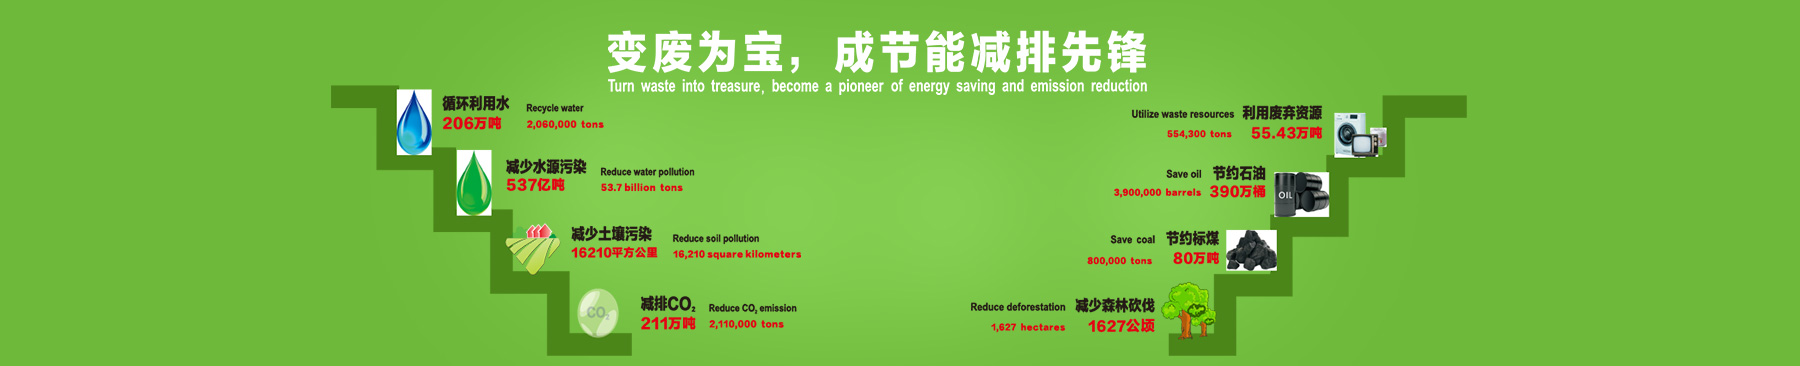 变废为宝，成节能减排先锋
Turn waste into treasure, become a pioneer of energy saving and emission reduction
循环利用水
206万吨
Recycle water
2,060,000 tons
减少水源污染
537亿吨
Reduce water pollution
53.7 billion tons
减少土壤污染
16210平方公里
Reduce soil pollution
16,210 square kilometers
CO₂
减排CO₂
211万吨
Reduce CO₂ emission
2,110,000 tons
Utilize waste resources
554,300 tons
利用废弃资源
55.43万吨
Save oil
3,900,000 barrels
节约石油
390万桶
OIL
Save coal
800,000 tons
节约标煤
80万吨
Reduce deforestation
1,627 hectares
减少森林砍伐
1627公顷